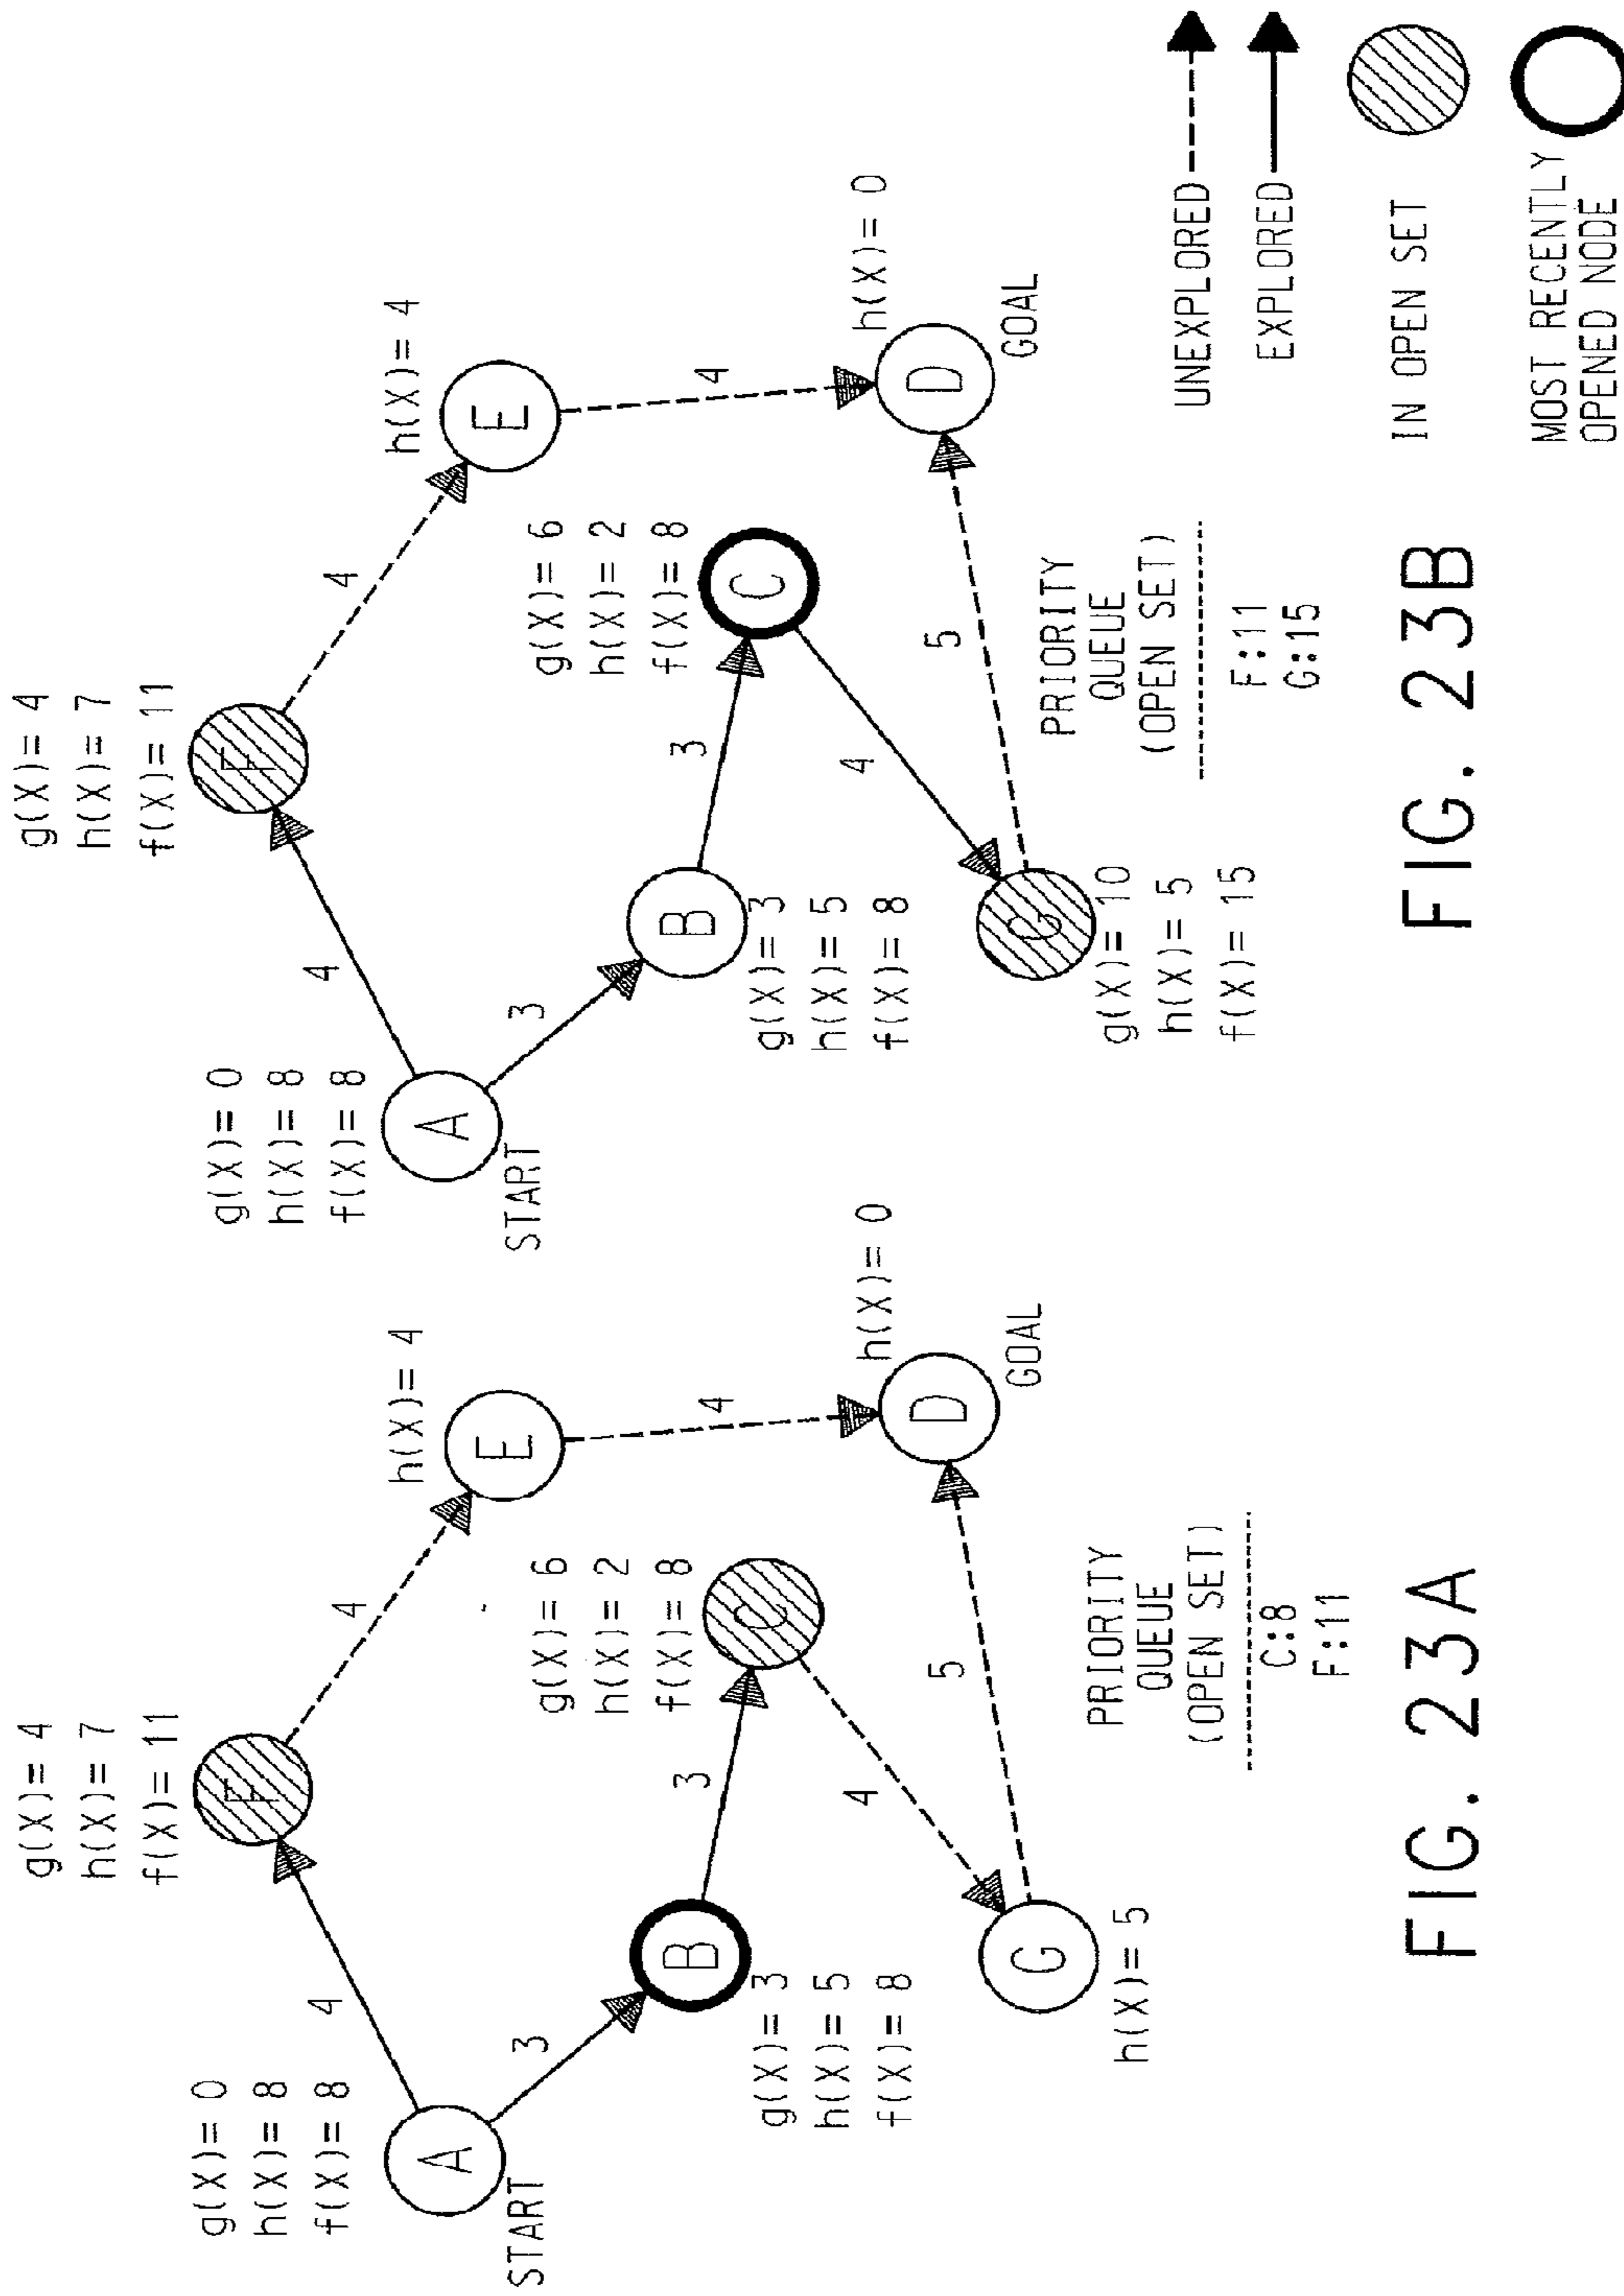 g(X)= 0
h(X)= 8
f(X)= 8
A
START
4
3
g(X)= 4
h(X)= 7
f(X)= 11
F
4
h(X)= 4
E
4
g(X)= 3
h(X)= 5
f(X)= 8
B
3
g(X)= 6
h(X)= 2
f(X)= 8
C
4
G
h(X)= 5
5
h(X)= 0
D
GOAL
PRIORITY
QUEUE
(OPEN SET)
C:8
F:11
FIG. 23A
g(X)= 0
h(X)= 8
f(X)= 8
A
START
4
3
g(X)= 4
h(X)= 7
f(X)= 11
F
4
h(X)= 4
E
4
B
g(X)= 3
h(X)= 5
f(X)= 8
3
g(X)= 6
h(X)= 2
f(X)= 8
C
4
G
g(X)= 10
h(X)= 5
f(X)= 15
5
h(X)= 0
D
GOAL
PRIORITY
QUEUE
(OPEN SET)
F:11
G:15
FIG. 23B
UNEXPLORED
EXPLORED
IN OPEN SET
MOST RECENTLY
OPENED NODE